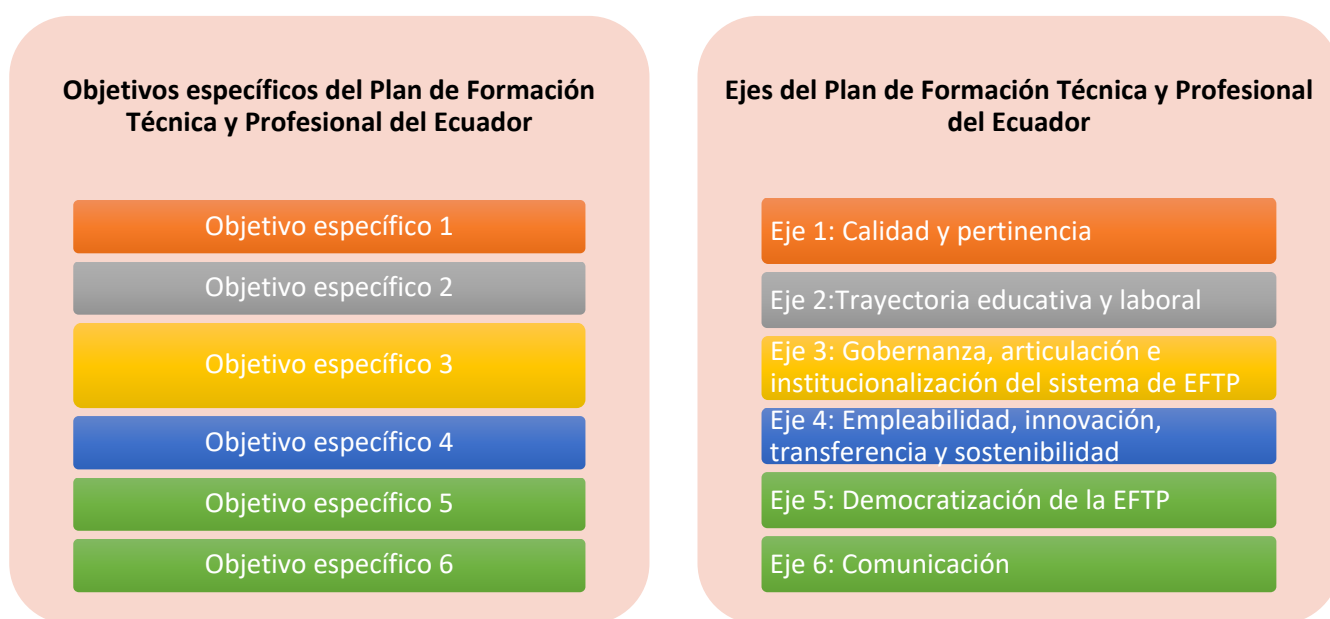 Objetivos específicos del Plan de Formación
Técnica y Profesional del Ecuador
Objetivo específico 1
Objetivo específico 2
Objetivo específico 3
Objetivo específico 4
Objetivo específico 5
Objetivo específico 6
Ejes del Plan de Formación Técnica y Profesional
del Ecuador
Eje 1: Calidad y pertinencia
Eje 2:Trayectoria educativa y laboral
Eje 3: Gobernanza, articulación e
institucionalización del sistema de EFTP
Eje 4: Empleabilidad, innovación,
transferencia y sostenibilidad
Eje 5: Democratización de la EFTP
Eje 6: Comunicación